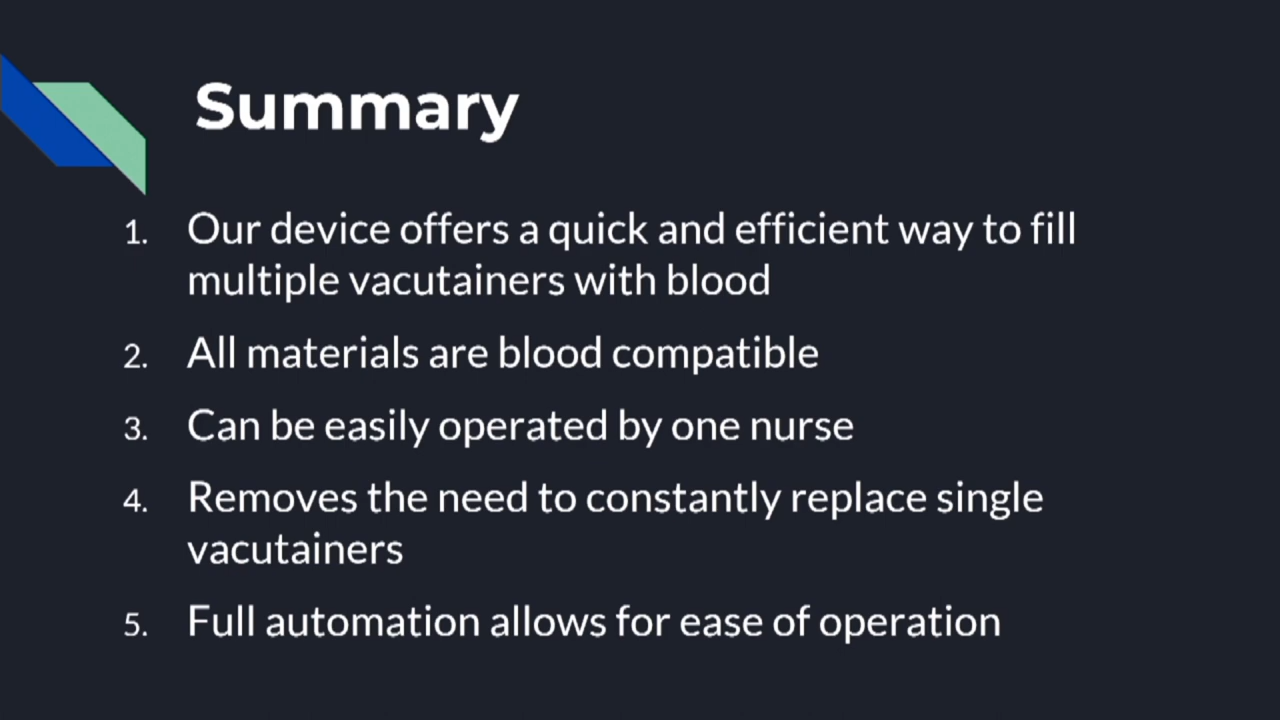 Summary
1. Our device offers a quick and efficient way to fill
multiple vacutainers with blood
2. All materials are blood compatible
3. Can be easily operated by one nurse
4. Removes the need to constantly replace single
vacutainers
5. Full automation allows for ease of operation